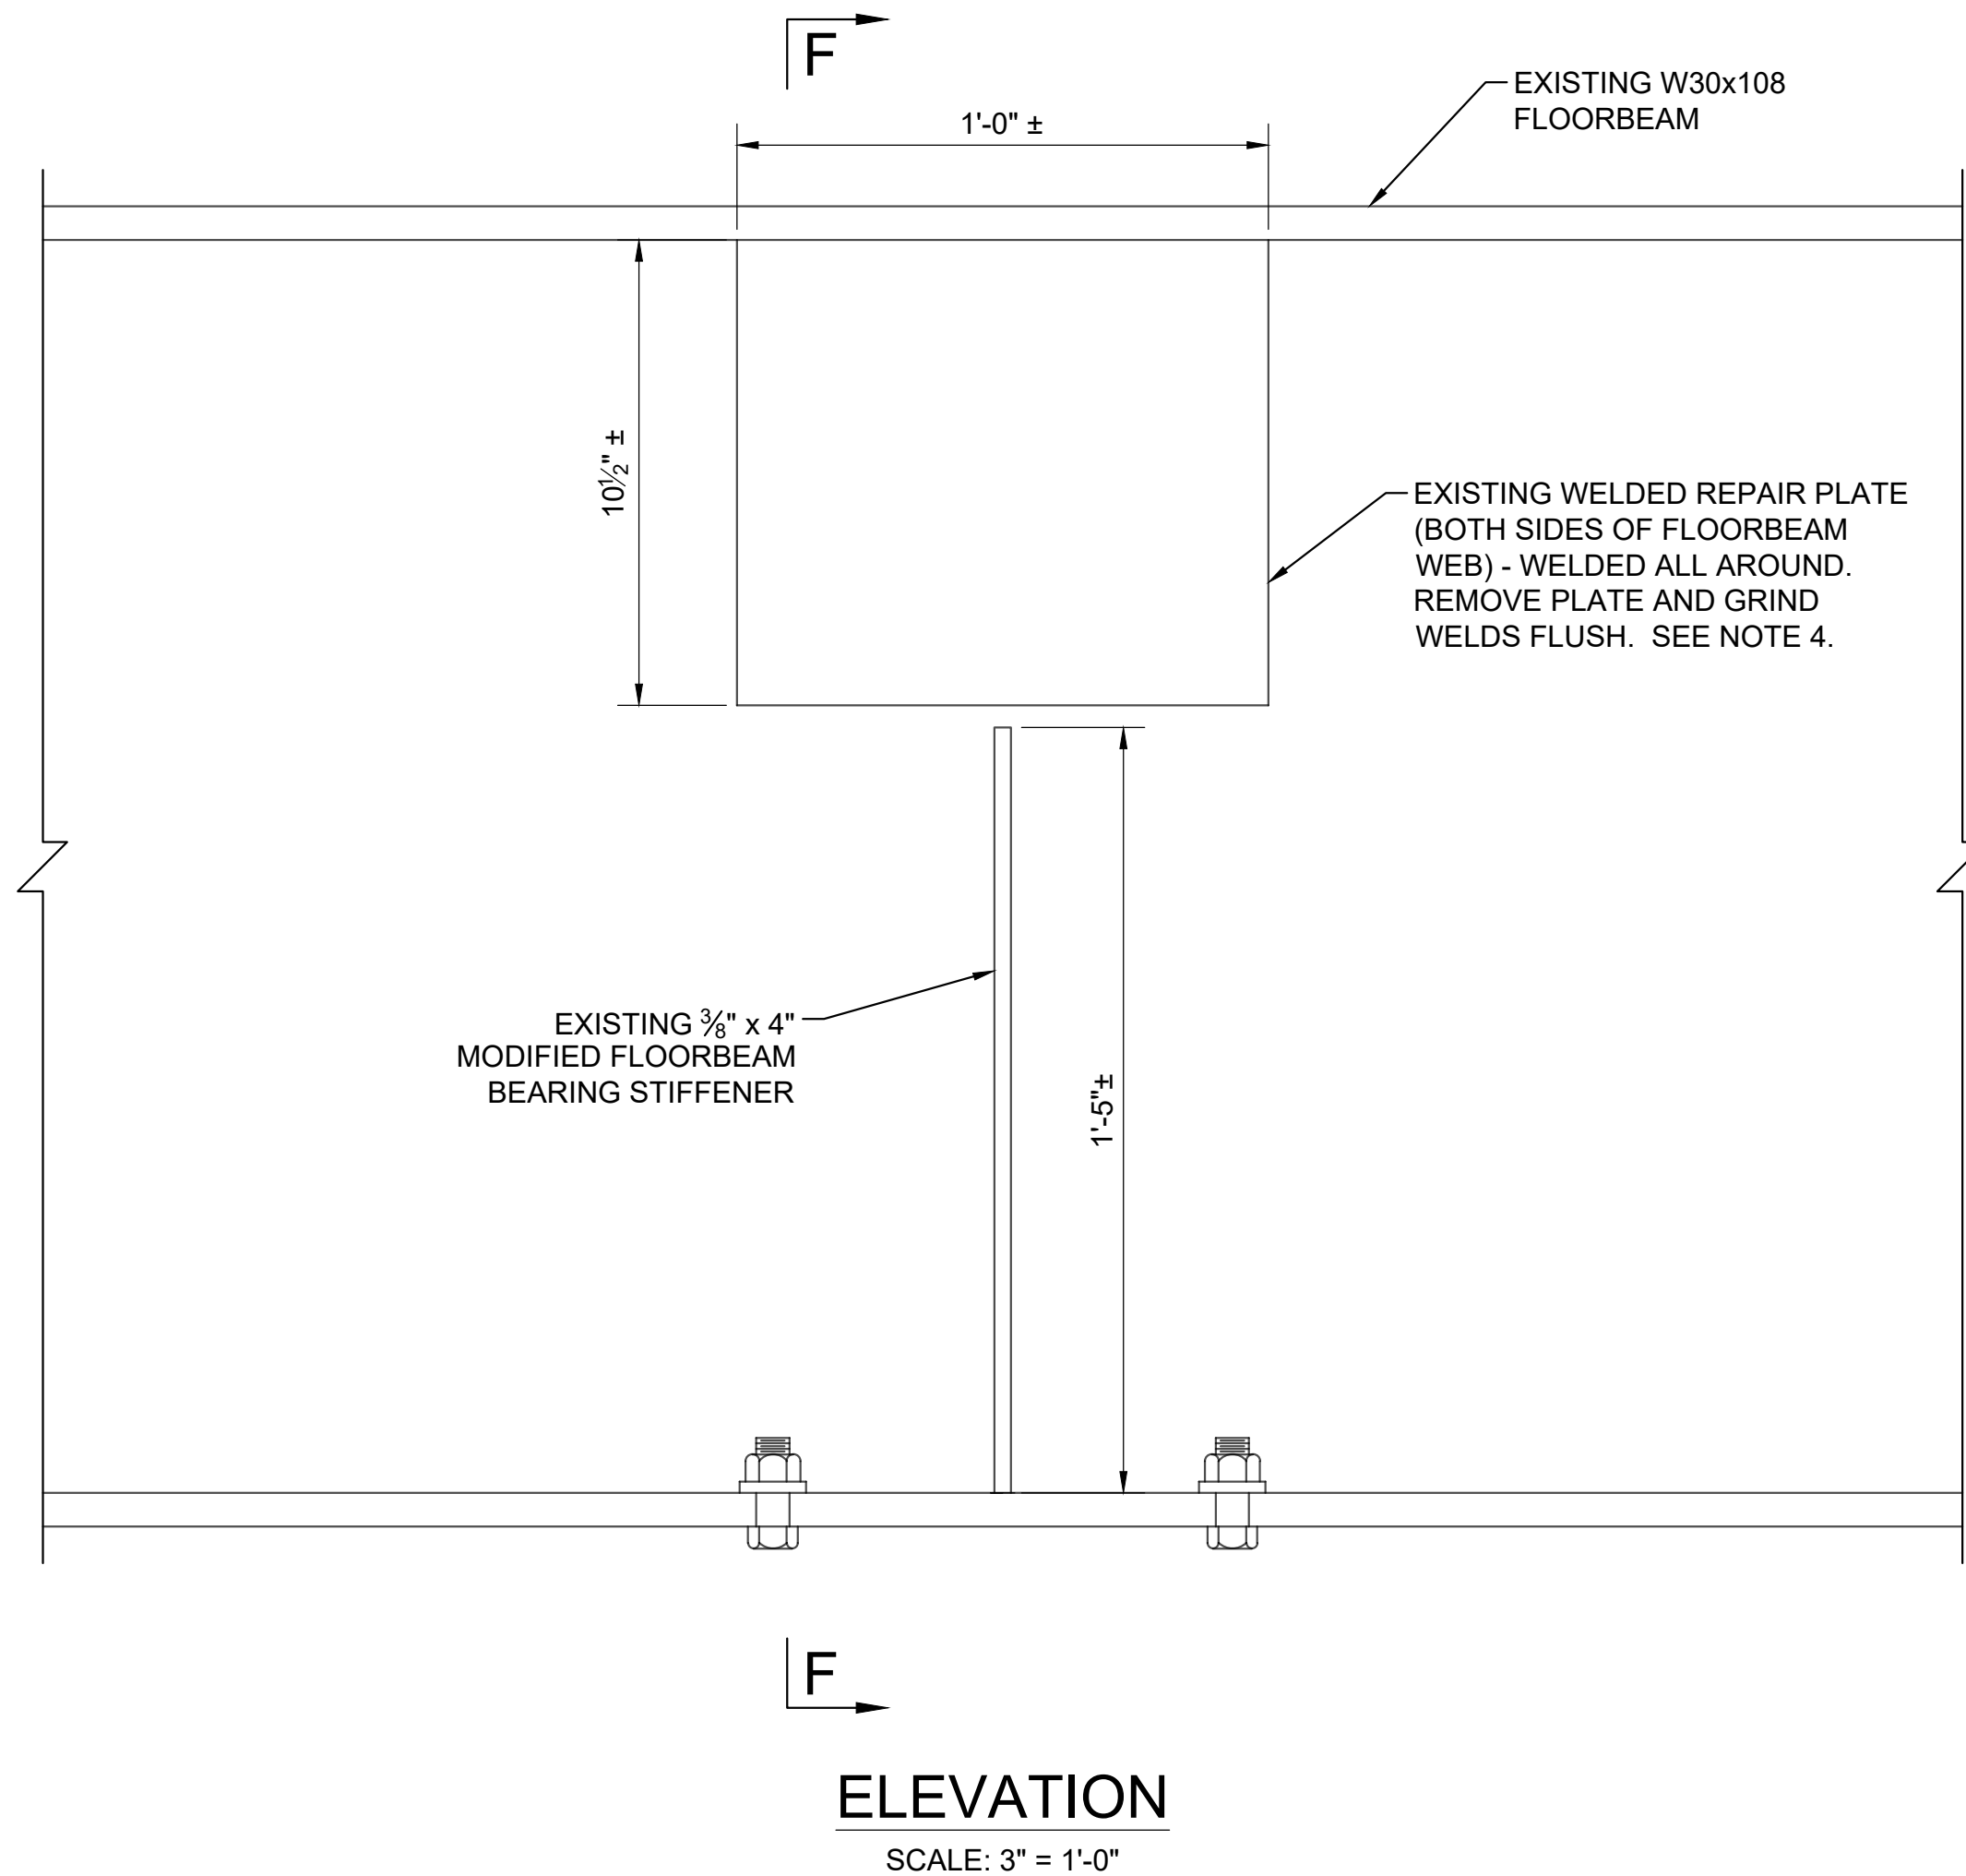 F
EXISTING W30x108
FLOORBEAM
1'-0" ±
10½" ±
EXISTING WELDED REPAIR PLATE
(BOTH SIDES OF FLOORBEAM
WEB) - WELDED ALL AROUND.
REMOVE PLATE AND GRIND
WELDS FLUSH. SEE NOTE 4.
EXISTING ⅜" x 4"
MODIFIED FLOORBEAM
BEARING STIFFENER
1'-5"±
F
ELEVATION
SCALE: 3" = 1'-0"